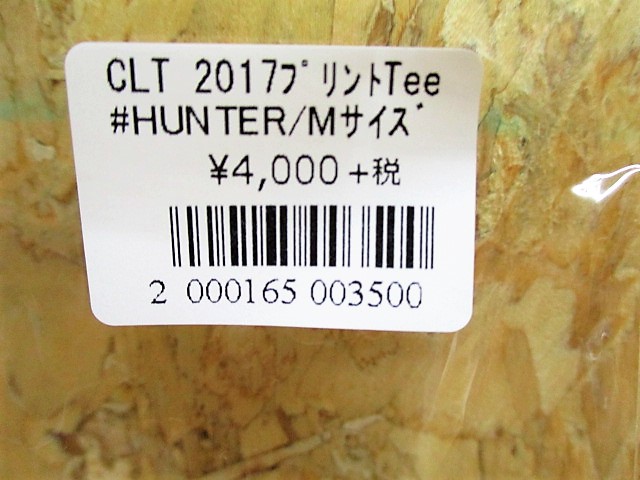 CLT 2017ﾌﾟﾘﾝﾄTee
#HUNTER/Mｻｲｽﾞ
¥4,000+税
2 000165 003500